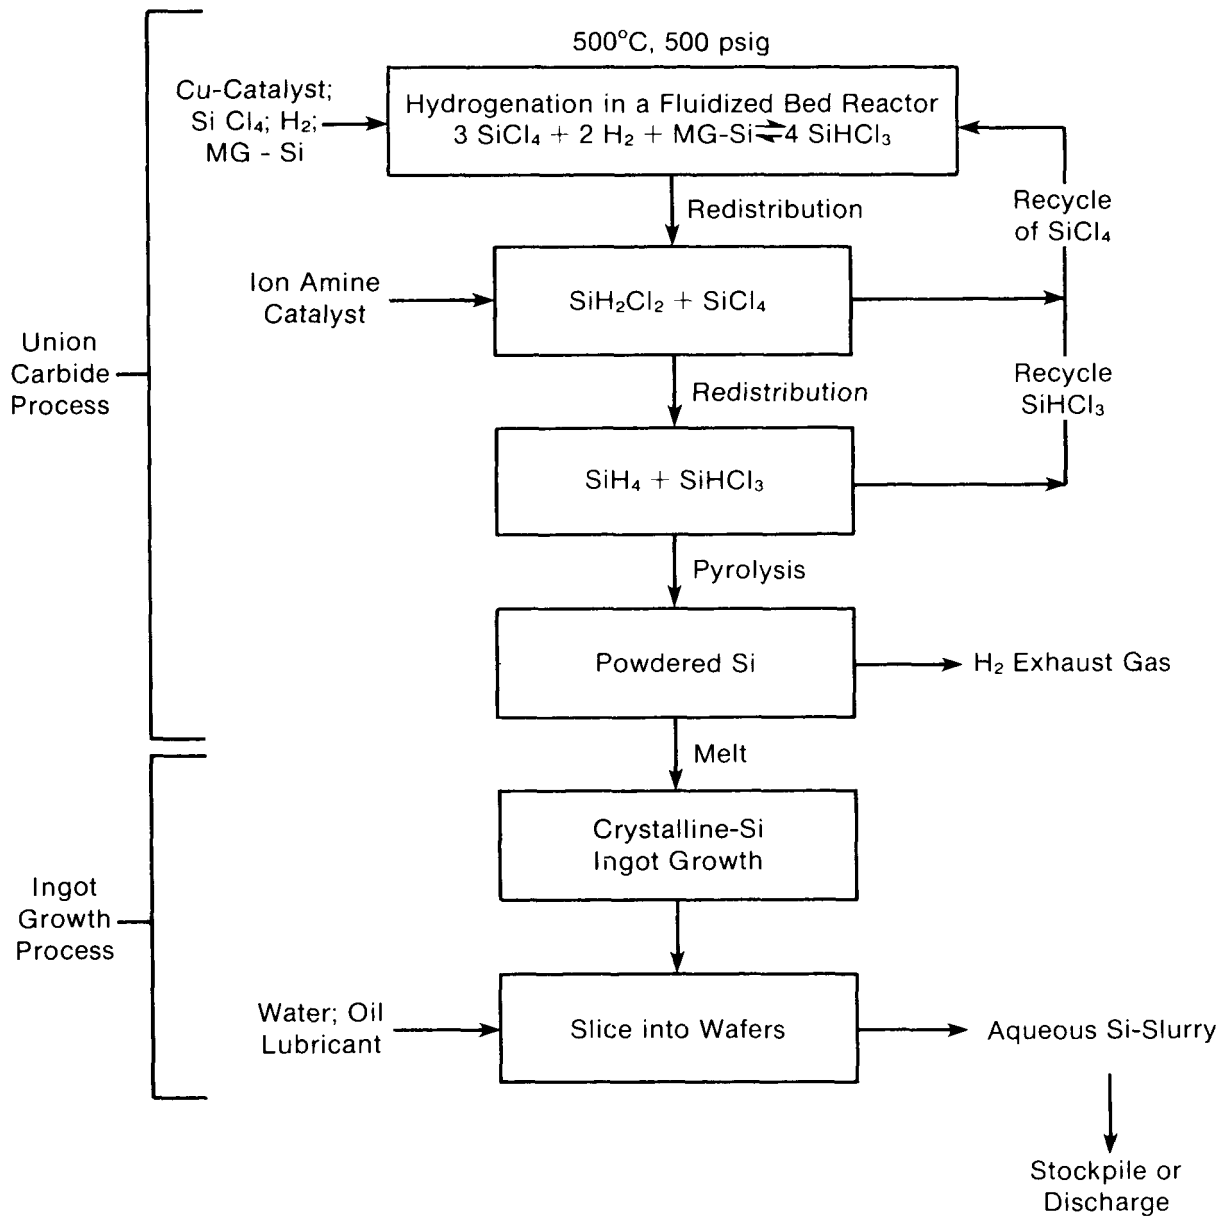 500°C, 500 psig
Cu-Catalyst;
Si Cl₄; H₂;
MG - Si
Hydrogenation in a Fluidized Bed Reactor
3 SiCl₄ + 2 H₂ + MG-Si⇌4 SiHCl₃
Redistribution
Recycle
of SiCl₄
Ion Amine
Catalyst
SiH₂Cl₂ + SiCl₄
Union
Carbide
Process
Redistribution
Recycle
SiHCl₃
SiH₄ + SiHCl₃
Pyrolysis
Powdered Si
H₂ Exhaust Gas
Melt
Crystalline-Si
Ingot Growth
Ingot
Growth
Process
Water; Oil
Lubricant
Slice into Wafers
Aqueous Si-Slurry
Stockpile or
Discharge